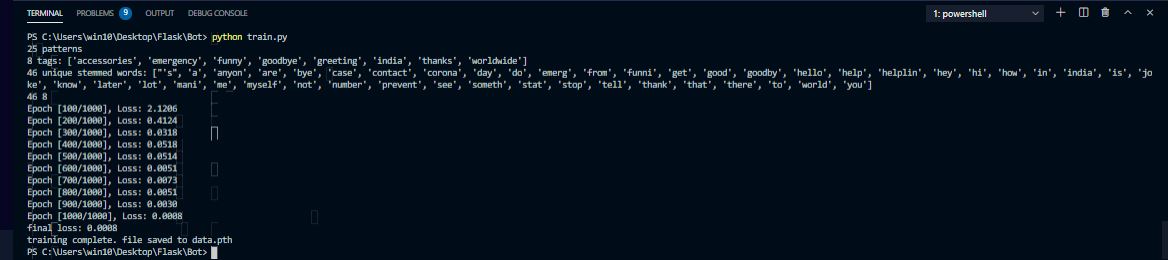 TERMINAL PROBLEMS 9 OUTPUT DEBUG CONSOLE 1: powershell
PS C:\Users\win10\Desktop\Flask\Bot> python train.py
25 patterns
8 tags: ['accessories', 'emergency', 'funny', 'goodbye', 'greeting', 'india', 'thanks', 'worldwide']
46 unique stemmed words: ["'s", 'a', 'anyon', 'are', 'bye', 'case', 'contact', 'corona', 'day', 'do', 'emerg', 'from', 'funni', 'get', 'good', 'goodby', 'hello', 'help', 'helplin', 'hey', 'hi', 'how', 'in', 'india', 'is', 'jo
ke', 'know', 'later', 'lot', 'mani', 'me', 'myself', 'not', 'number', 'prevent', 'see', 'someth', 'stat', 'stop', 'tell', 'thank', 'that', 'there', 'to', 'world', 'you']
46 8
Epoch [100/1000], Loss: 2.1206
Epoch [200/1000], Loss: 0.4124
Epoch [300/1000], Loss: 0.0318
Epoch [400/1000], Loss: 0.0518
Epoch [500/1000], Loss: 0.0514
Epoch [600/1000], Loss: 0.0051
Epoch [700/1000], Loss: 0.0073
Epoch [800/1000], Loss: 0.0051
Epoch [900/1000], Loss: 0.0030
Epoch [1000/1000], Loss: 0.0008
final loss: 0.0008
training complete. file saved to data.pth
PS C:\Users\win10\Desktop\Flask\Bot>